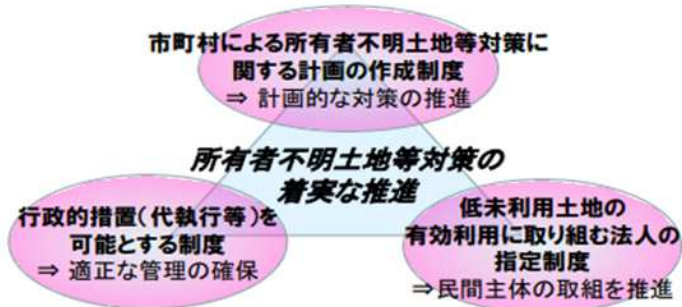 市町村による所有者不明土地等対策に
関する計画の作成制度
⇒ 計画的な対策の推進
所有者不明土地等対策の
着実な推進
行政的措置(代執行等)を
可能とする制度
⇒ 適正な管理の確保
低未利用土地の
有効利用に取り組む法人の
指定制度
⇒民間主体の取組を推進